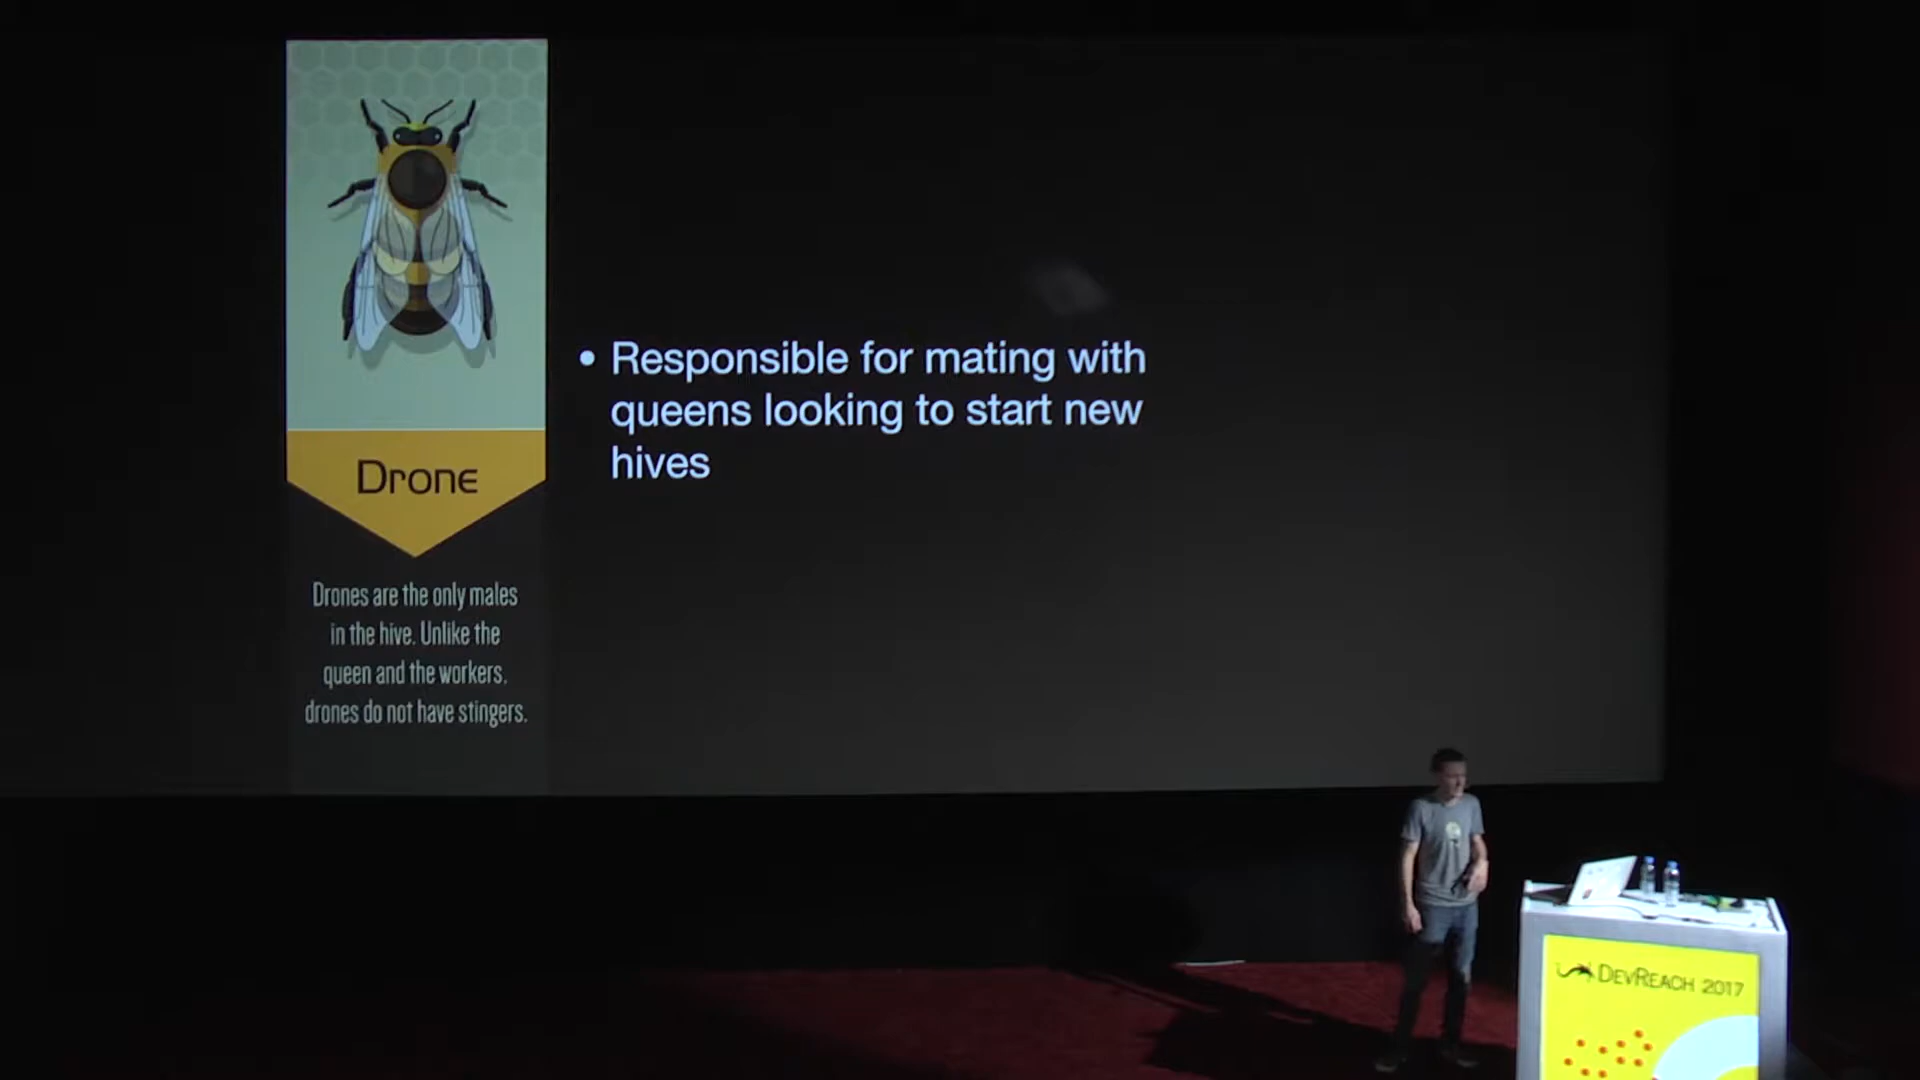 • Responsible for mating with
queens looking to start new
hives
Drone
Drones are the only males
in the hive. Unlike the
queen and the workers,
drones do not have stingers.
DEVREACH 2017